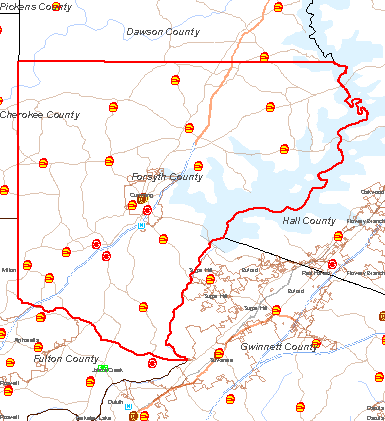 Pickens County
Dawson County
Cherokee County
Forsyth County
Cumming
Oakwood
Hall County
Flowery Branch
Milton
Sugar Hill
Buford
Rest Haven
Flowery Branch
Sugar Hill
Buford
Sugar Hill
Alpharetta
Fulton County
Gwinnett County
Suwanee
Johns Creek
Roswell
Duluth
Berkeley Lake
Roswell
Dacula
Dacula